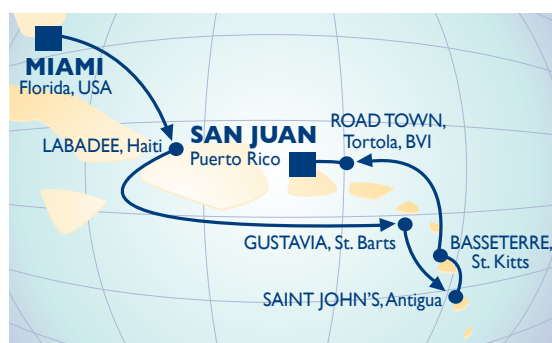 MIAMI
Florida, USA
LABADEE, Haiti
SAN JUAN
Puerto Rico
ROAD TOWN,
Tortola, BVI
GUSTAVIA, St. Barts
BASSETERRE,
St. Kitts
SAINT JOHN'S, Antigua